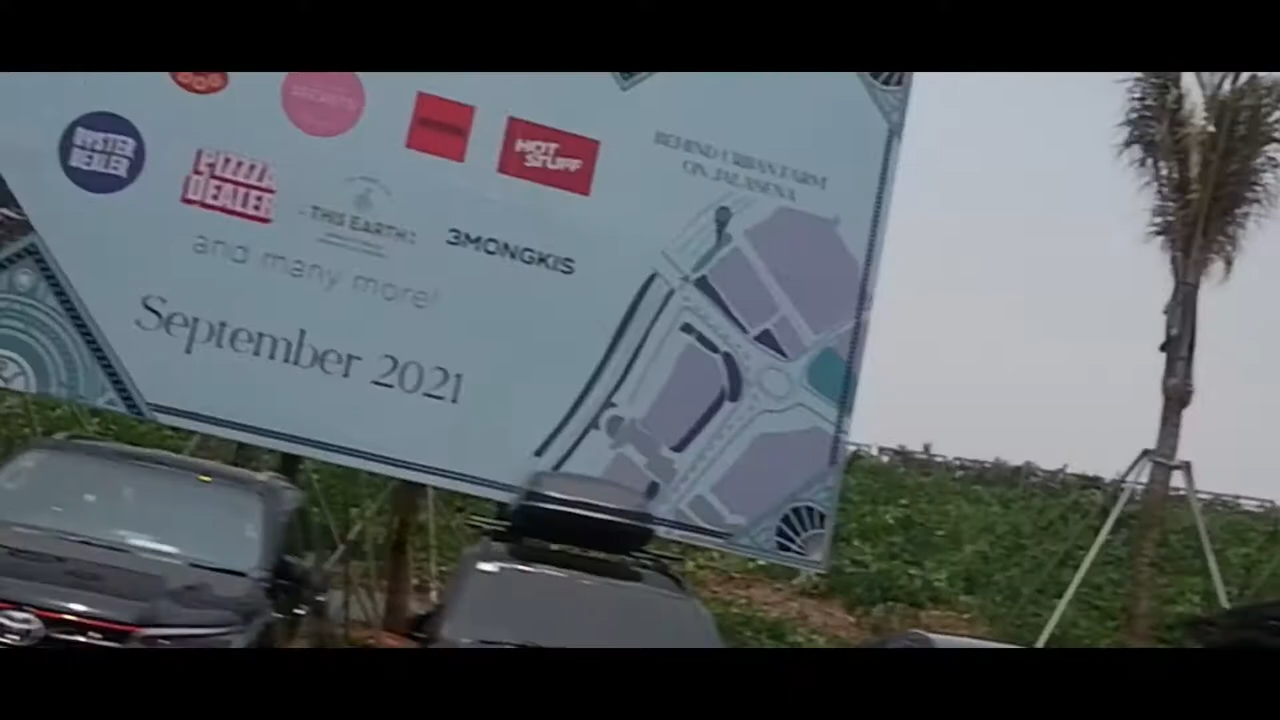 OYSTER
DEALER
PIZZA
DEALER
THIS EARTH
3MONGKIS
HOT
STUFF
and many more!
September 2021
BEHIND URBAN FARM
ON JALASENA